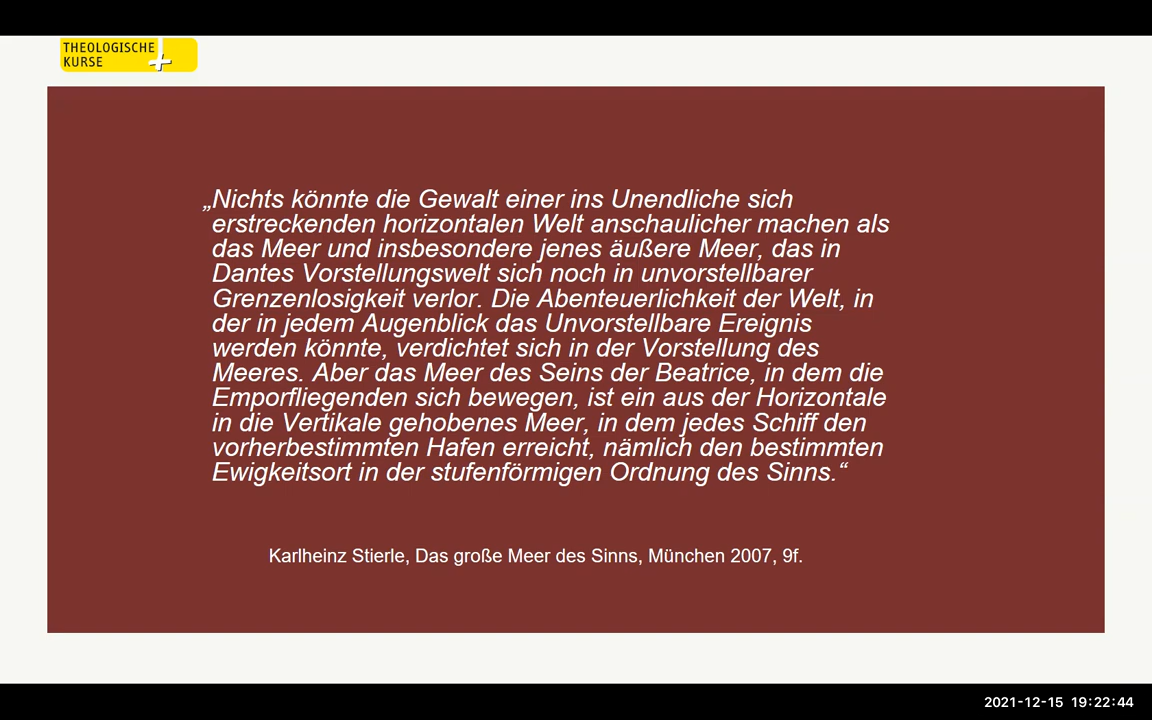 THEOLOGISCHE
KURSE
„Nichts könnte die Gewalt einer ins Unendliche sich
erstreckenden horizontalen Welt anschaulicher machen als
das Meer und insbesondere jenes äußere Meer, das in
Dantes Vorstellungswelt sich noch in unvorstellbarer
Grenzenlosigkeit verlor. Die Abenteuerlichkeit der Welt, in
der in jedem Augenblick das Unvorstellbare Ereignis
werden könnte, verdichtet sich in der Vorstellung des
Meeres. Aber das Meer des Seins der Beatrice, in dem die
Emporfliegenden sich bewegen, ist ein aus der Horizontale
in die Vertikale gehobenes Meer, in dem jedes Schiff den
vorherbestimmten Hafen erreicht, nämlich den bestimmten
Ewigkeitsort in der stufenförmigen Ordnung des Sinns.“
Karlheinz Stierle, Das große Meer des Sinns, München 2007, 9f.
2021-12-15 19:22:44